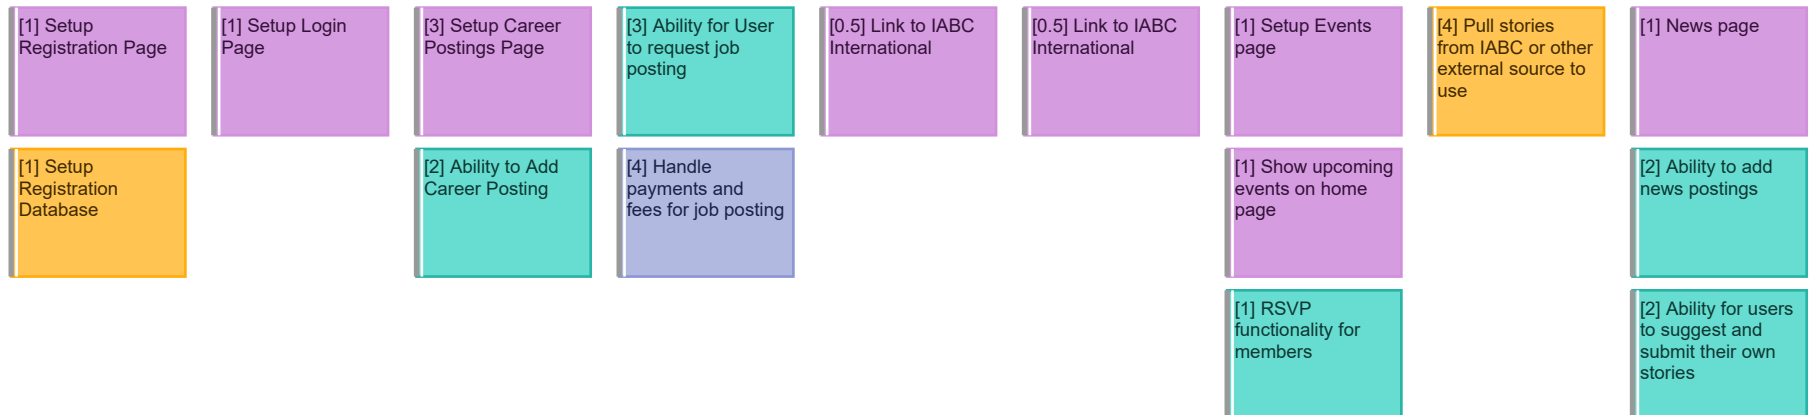 [1] Setup
Registration Page
[1] Setup Login
Page
[3] Setup Career
Postings Page
[3] Ability for User
to request job
posting
[0.5] Link to IABC
International
[0.5] Link to IABC
International
[1] Setup Events
page
[4] Pull stories
from IABC or other
external source to
use
[1] News page
[1] Setup
Registration
Database
[2] Ability to Add
Career Posting
[4] Handle
payments and
fees for job posting
[1] Show upcoming
events on home
page
[2] Ability to add
news postings
[1] RSVP
functionality for
members
[2] Ability for users
to suggest and
submit their own
stories